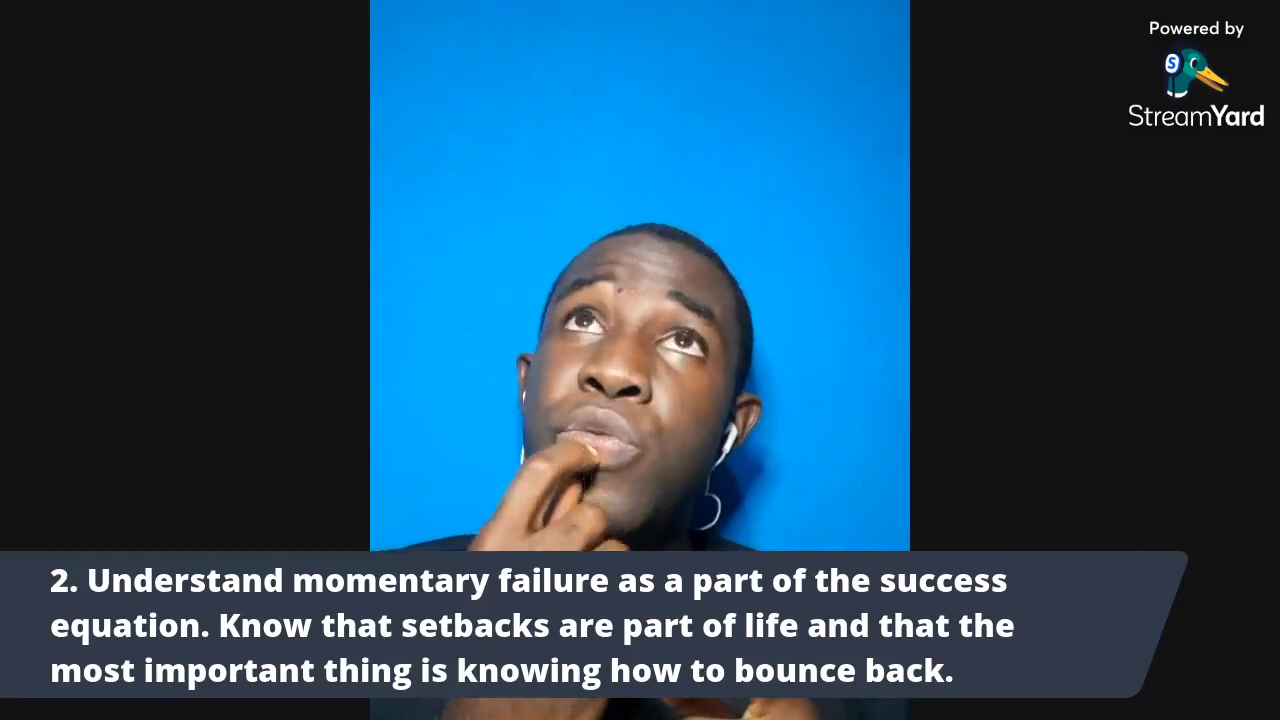 Powered by
S
StreamYard
2. Understand momentary failure as a part of the success
equation. Know that setbacks are part of life and that the
most important thing is knowing how to bounce back.